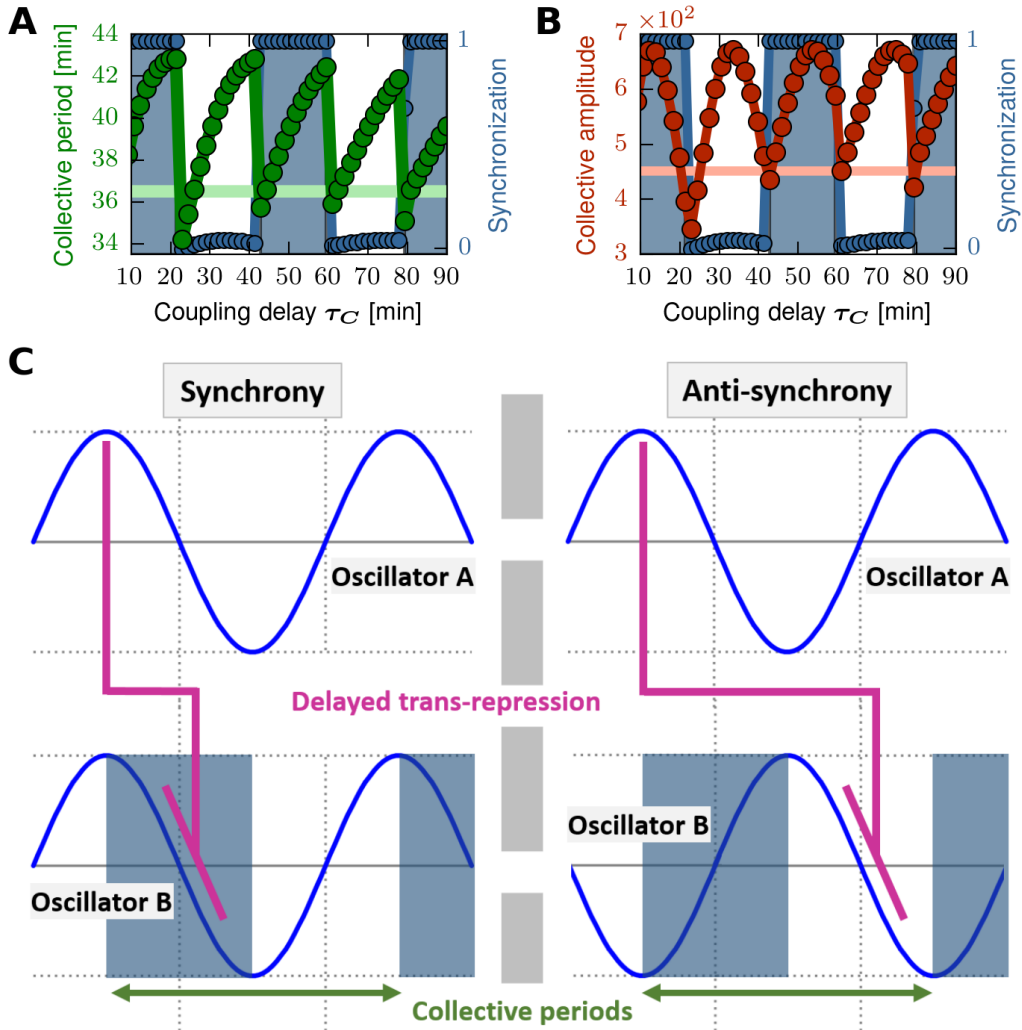 A
Collective period [min]
44
42
40
38
36
34
1
0
Synchronization
10 20 30 40 50 60 70 80 90
Coupling delay τC [min]
B
×10²
Collective amplitude
7
6
5
4
3
1
0
Synchronization
10 20 30 40 50 60 70 80 90
Coupling delay τC [min]
C
Synchrony
Anti-synchrony
Oscillator A
Oscillator A
Delayed trans-repression
Oscillator B
Oscillator B
Collective periods